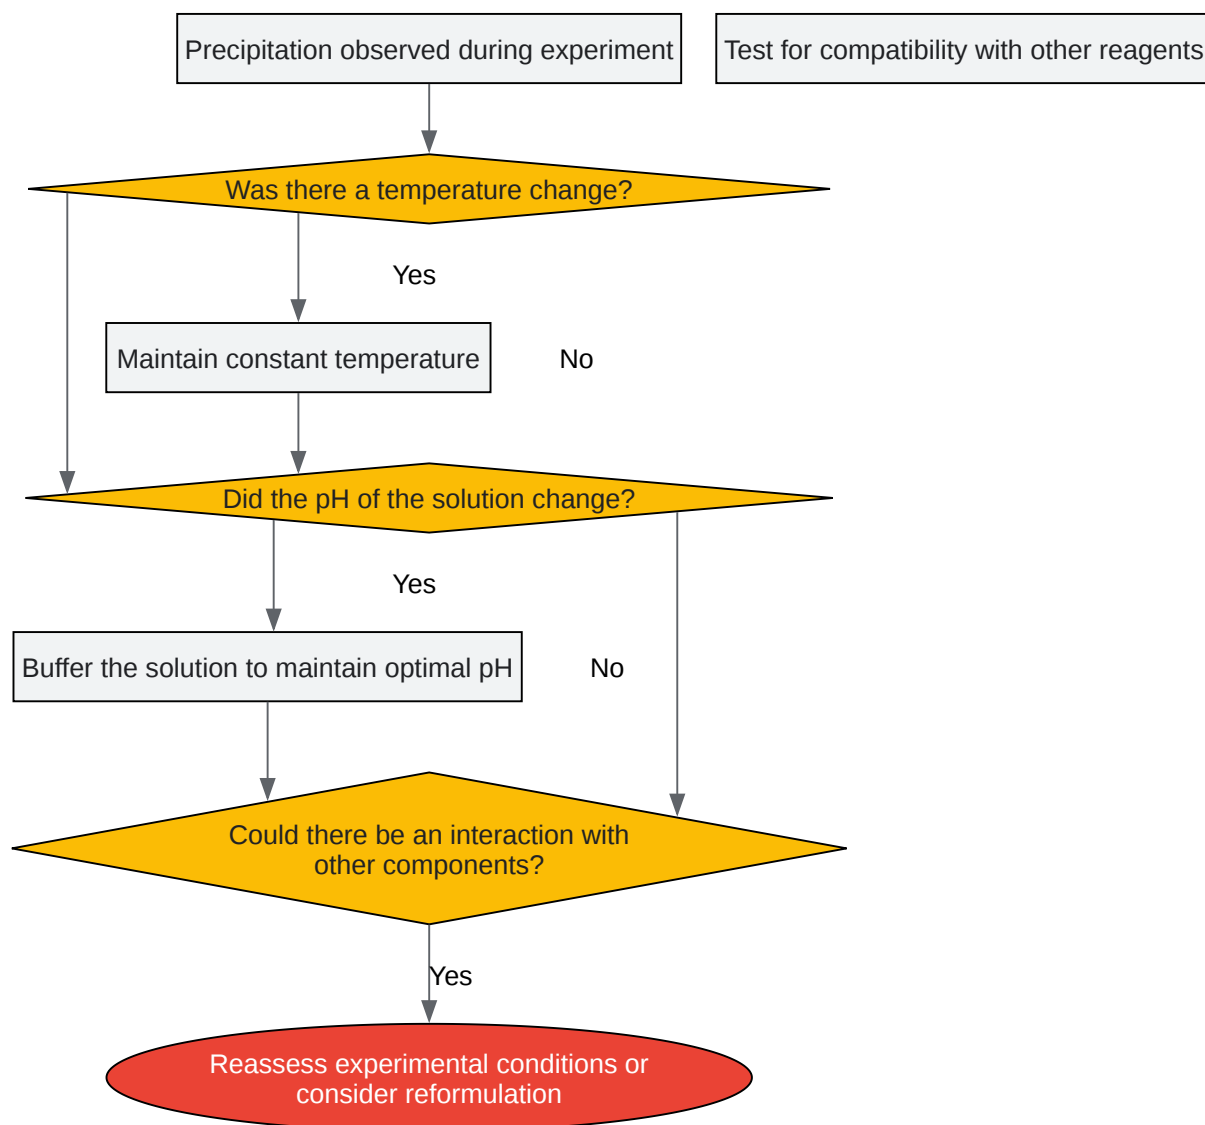 Precipitation observed during experiment
Test for compatibility with other reagents
Was there a temperature change?
Yes
Maintain constant temperature
No
Did the pH of the solution change?
Yes
Buffer the solution to maintain optimal pH
No
Could there be an interaction with
other components?
Yes
Reassess experimental conditions or
consider reformulation